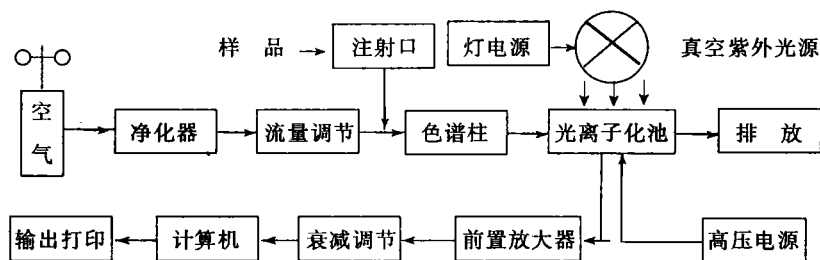 样品
注射口
灯电源
真空紫外光源
空气
净化器
流量调节
色谱柱
光离子化池
排放
输出打印
计算机
衰减调节
前置放大器
高压电源